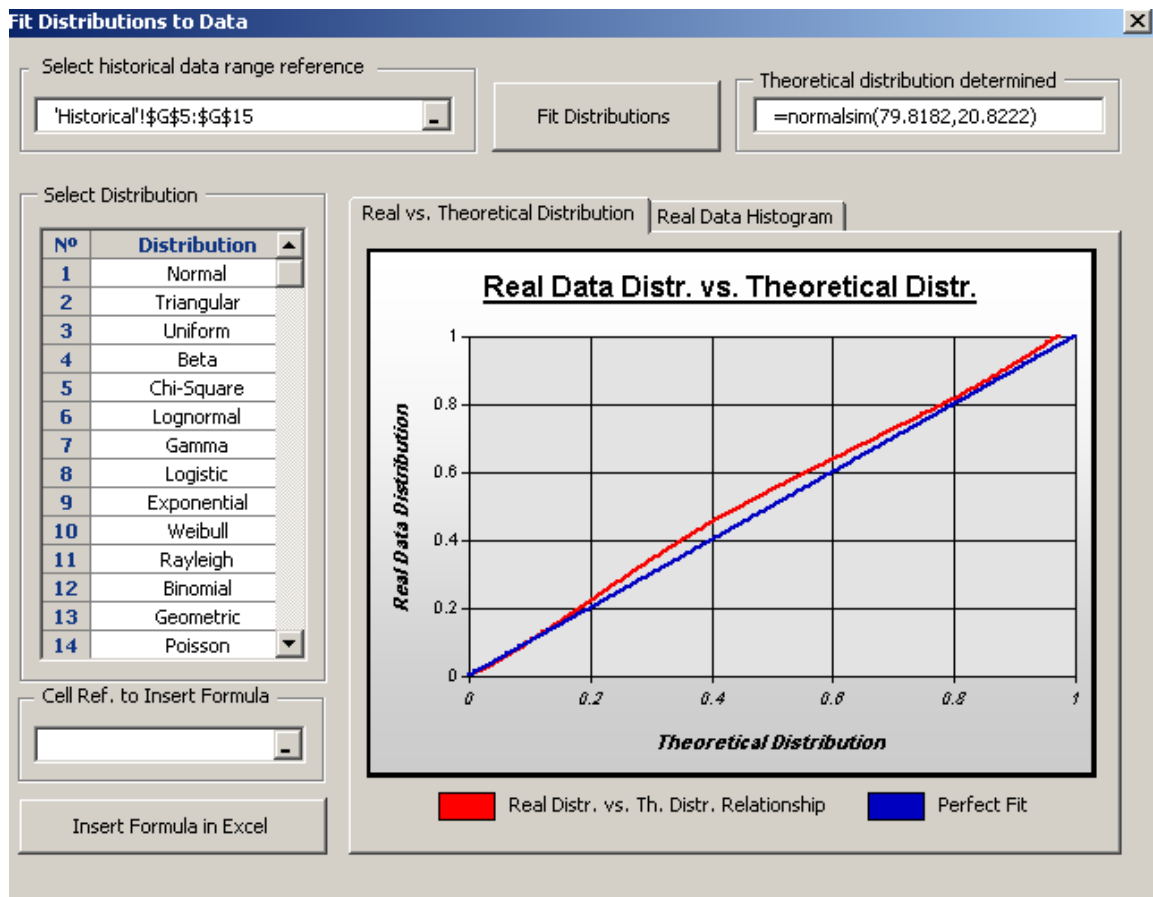 Fit Distributions to Data
Select historical data range reference
'Historical'!$G$5:$G$15
Fit Distributions
Theoretical distribution determined
=normalsim(79.8182,20.8222)
Select Distribution
Nº Distribution
1 Normal
2 Triangular
3 Uniform
4 Beta
5 Chi-Square
6 Lognormal
7 Gamma
8 Logistic
9 Exponential
10 Weibull
11 Rayleigh
12 Binomial
13 Geometric
14 Poisson
Cell Ref. to Insert Formula
Insert Formula in Excel
Real vs. Theoretical Distribution
Real Data Histogram
Real Data Distr. vs. Theoretical Distr.
Real Data Distribution
1
0.8
0.6
0.4
0.2
0
0 0.2 0.4 0.6 0.8 1
Theoretical Distribution
Real Distr. vs. Th. Distr. Relationship
Perfect Fit